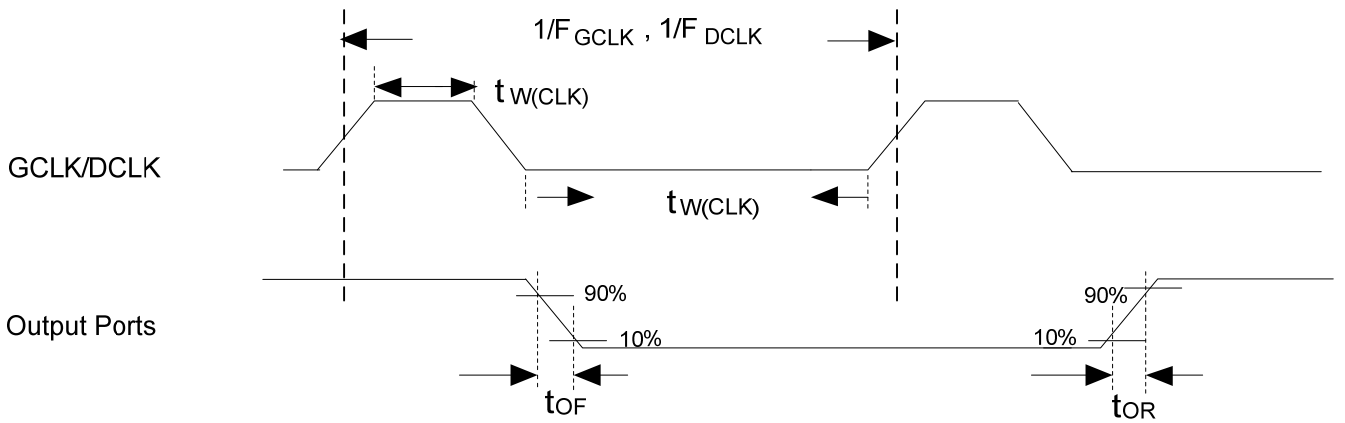 1/F GCLK , 1/F DCLK
t W(CLK)
GCLK/DCLK
t W(CLK)
90%
90%
Output Ports
10%
10%
tOF
tOR